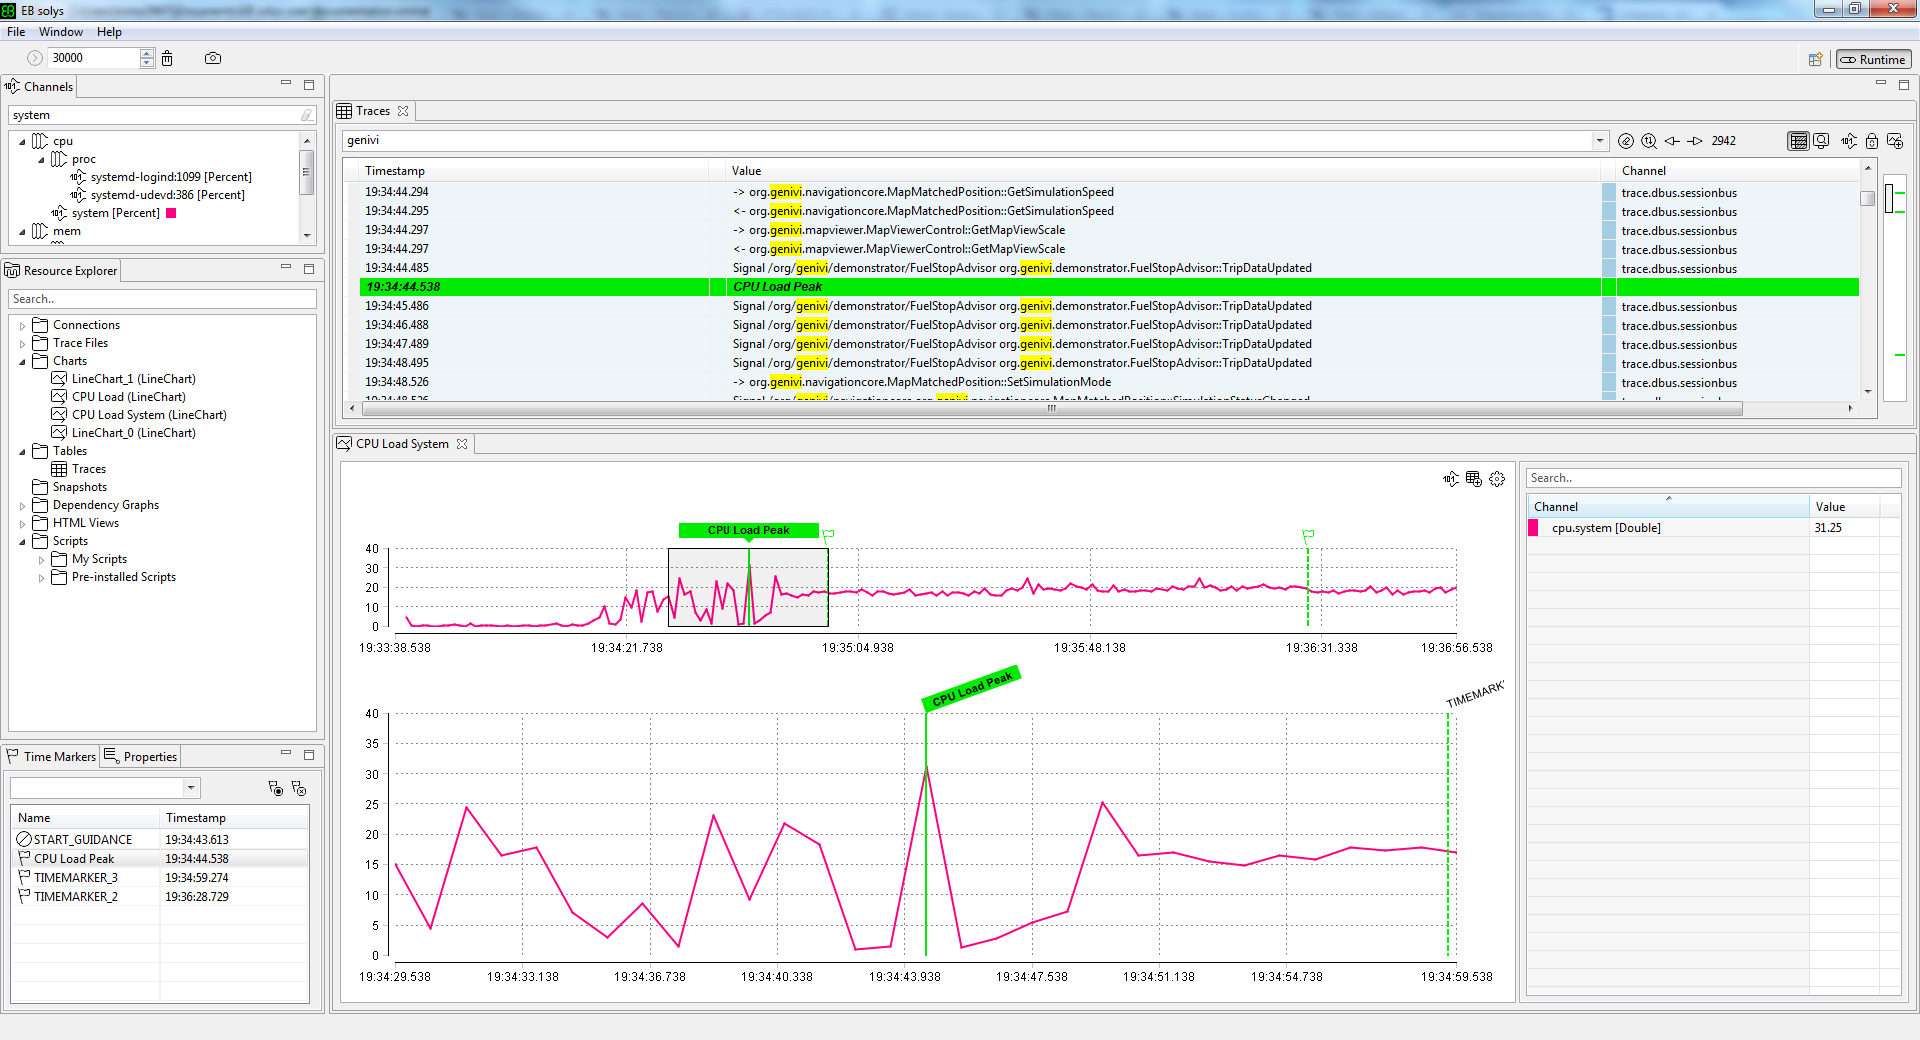 EB solys
File Window Help
30000
Runtime
Channels
system
cpu
proc
systemd-logind:1099 [Percent]
systemd-udevd:386 [Percent]
system [Percent]
mem
Resource Explorer
Search..
Connections
Trace Files
Charts
LineChart_1 (LineChart)
CPU Load (LineChart)
CPU Load System (LineChart)
LineChart_0 (LineChart)
Tables
Traces
Snapshots
Dependency Graphs
HTML Views
Scripts
My Scripts
Pre-installed Scripts
Time Markers Properties
Name Timestamp
START_GUIDANCE 19:34:43.613
CPU Load Peak 19:34:44.538
TIMEMARKER_3 19:34:59.274
TIMEMARKER_2 19:36:28.729
Traces
genivi
2942
Timestamp Value Channel
19:34:44.294 -> org.genivi.navigationcore.MapMatchedPosition::GetSimulationSpeed trace.dbus.sessionbus
19:34:44.295 <- org.genivi.navigationcore.MapMatchedPosition::GetSimulationSpeed trace.dbus.sessionbus
19:34:44.297 -> org.genivi.mapviewer.MapViewerControl::GetMapViewScale trace.dbus.sessionbus
19:34:44.297 <- org.genivi.mapviewer.MapViewerControl::GetMapViewScale trace.dbus.sessionbus
19:34:44.485 Signal /org/genivi/demonstrator/FuelStopAdvisor org.genivi.demonstrator.FuelStopAdvisor::TripDataUpdated trace.dbus.sessionbus
19:34:44.538 CPU Load Peak
19:34:45.486 Signal /org/genivi/demonstrator/FuelStopAdvisor org.genivi.demonstrator.FuelStopAdvisor::TripDataUpdated trace.dbus.sessionbus
19:34:46.488 Signal /org/genivi/demonstrator/FuelStopAdvisor org.genivi.demonstrator.FuelStopAdvisor::TripDataUpdated trace.dbus.sessionbus
19:34:47.489 Signal /org/genivi/demonstrator/FuelStopAdvisor org.genivi.demonstrator.FuelStopAdvisor::TripDataUpdated trace.dbus.sessionbus
19:34:48.495 Signal /org/genivi/demonstrator/FuelStopAdvisor org.genivi.demonstrator.FuelStopAdvisor::TripDataUpdated trace.dbus.sessionbus
19:34:48.526 -> org.genivi.navigationcore.MapMatchedPosition::SetSimulationMode trace.dbus.sessionbus
19:34:48.526 Signal /org/genivi/navigationcore org.genivi.navigationcore.MapMatchedPosition::SimulationStatusChanged
CPU Load System
CPU Load Peak
40
30
20
10
0
19:33:38.538 19:34:21.738 19:35:04.938 19:35:48.138 19:36:31.338 19:36:56.538
CPU Load Peak
TIMEMARK
40
35
30
25
20
15
10
5
0
19:34:29.538 19:34:33.138 19:34:36.738 19:34:40.338 19:34:43.938 19:34:47.538 19:34:51.138 19:34:54.738 19:34:59.538
Search..
Channel Value
cpu.system [Double] 31.25